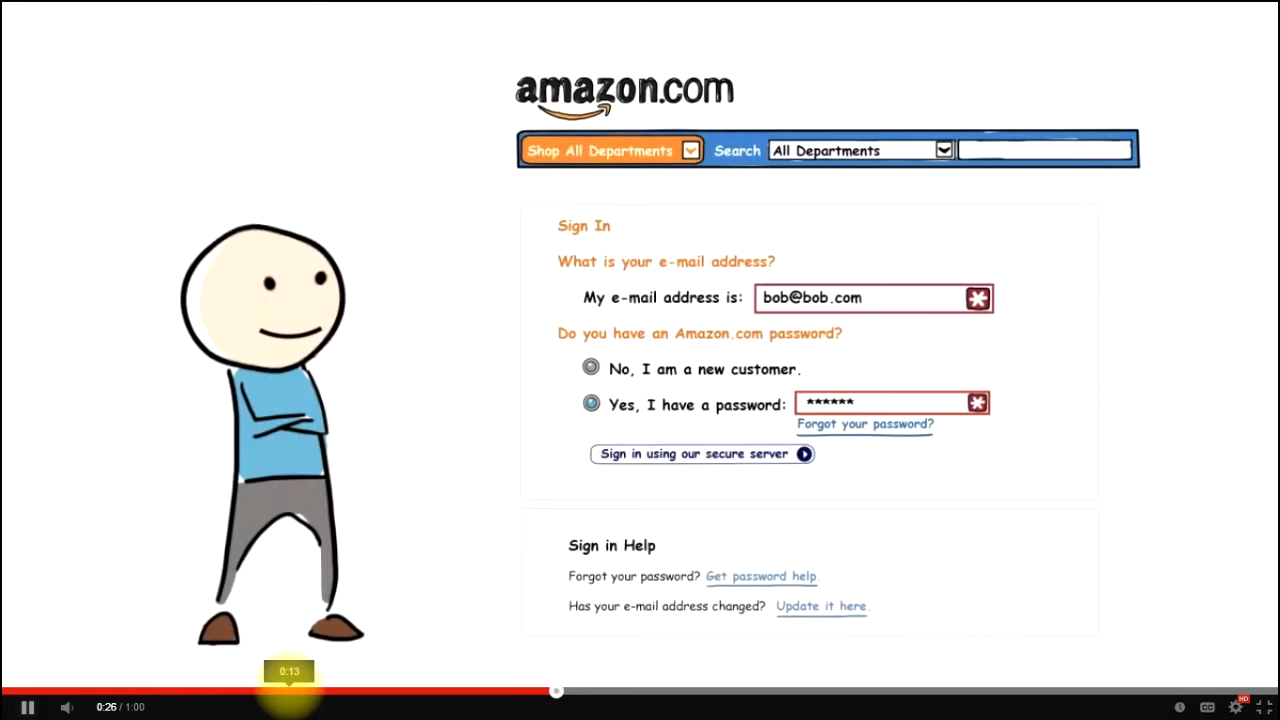 amazon.com
Shop All Departments Search All Departments
Sign In
What is your e-mail address?
My e-mail address is: bob@bob.com
Do you have an Amazon.com password?
No, I am a new customer.
Yes, I have a password: ******
Forgot your password?
Sign in using our secure server
Sign in Help
Forgot your password? Get password help.
Has your e-mail address changed? Update it here.
0:13
0:26 / 1:00 CC HD